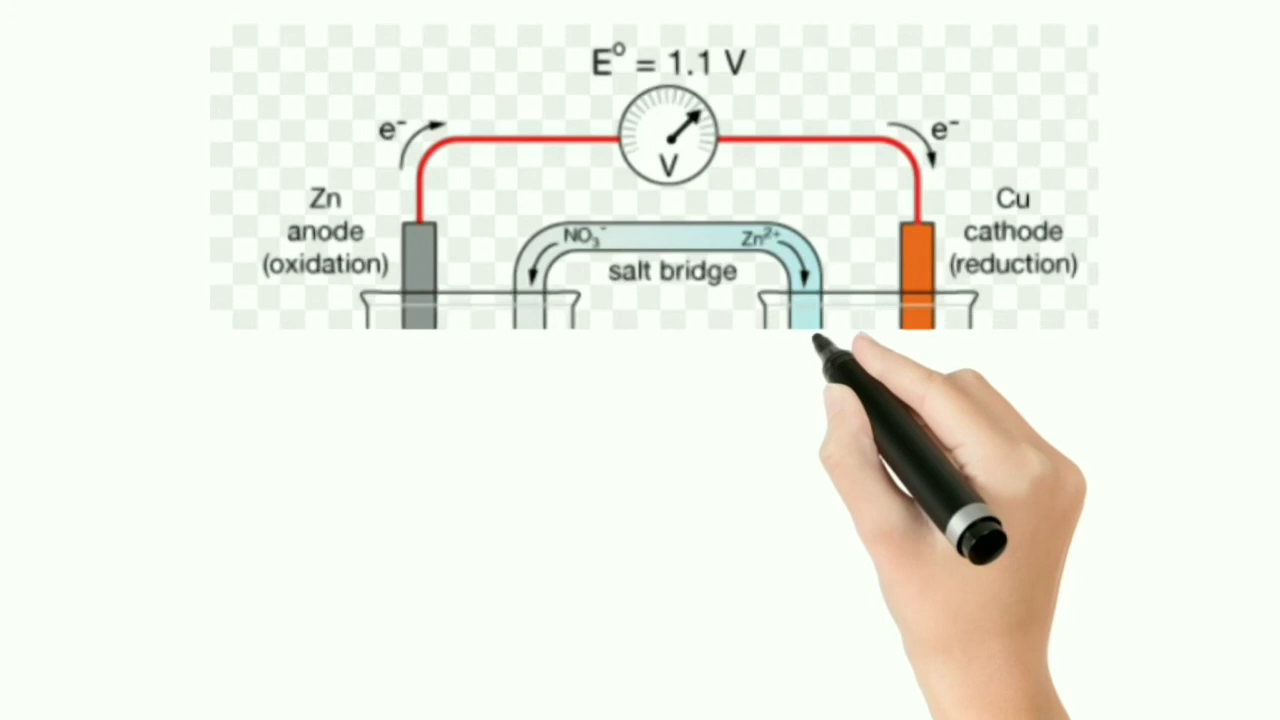 E° = 1.1 V
e⁻
e⁻
V
Zn
anode
(oxidation)
Cu
cathode
(reduction)
NO₃⁻
Zn²⁺
salt bridge